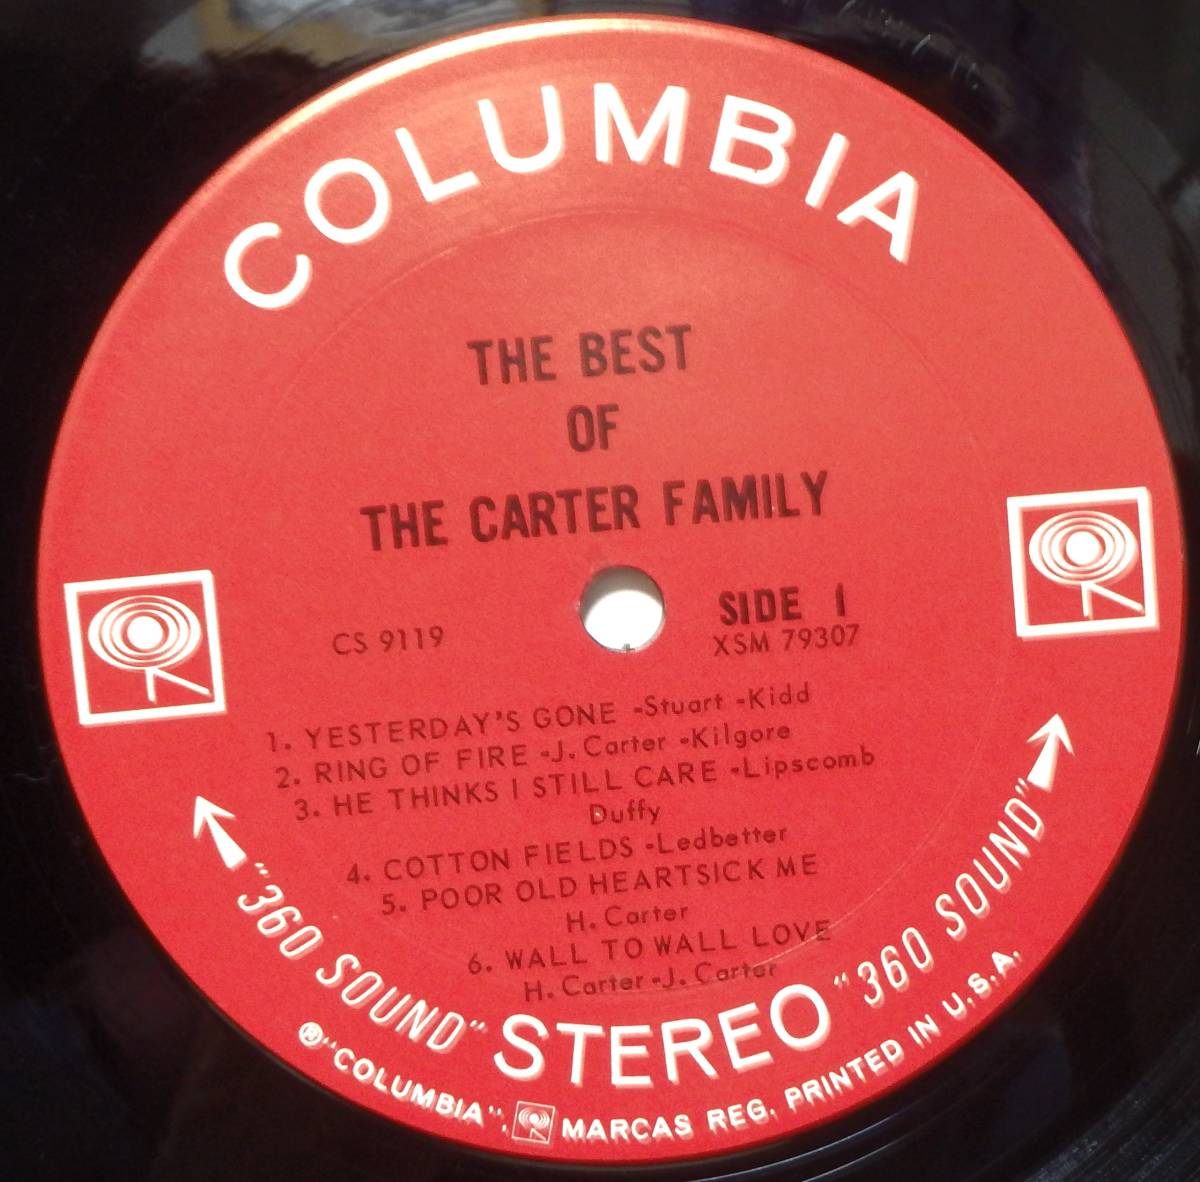 COLUMBIA
THE BEST
OF
THE CARTER FAMILY
SIDE 1
CS 9119
XSM 79307
1. YESTERDAY'S GONE -Stuart -Kidd
2. RING OF FIRE -J. Carter -Kilgore
3. HE THINKS I STILL CARE -Lipscomb
Duffy
4. COTTON FIELDS -Ledbetter
5. POOR OLD HEARTSICK ME
H. Carter
6. WALL TO WALL LOVE
H. Carter -J. Carter
"360 SOUND" STEREO "360 SOUND"
® "COLUMBIA", MARCAS REG. PRINTED IN U.S.A.